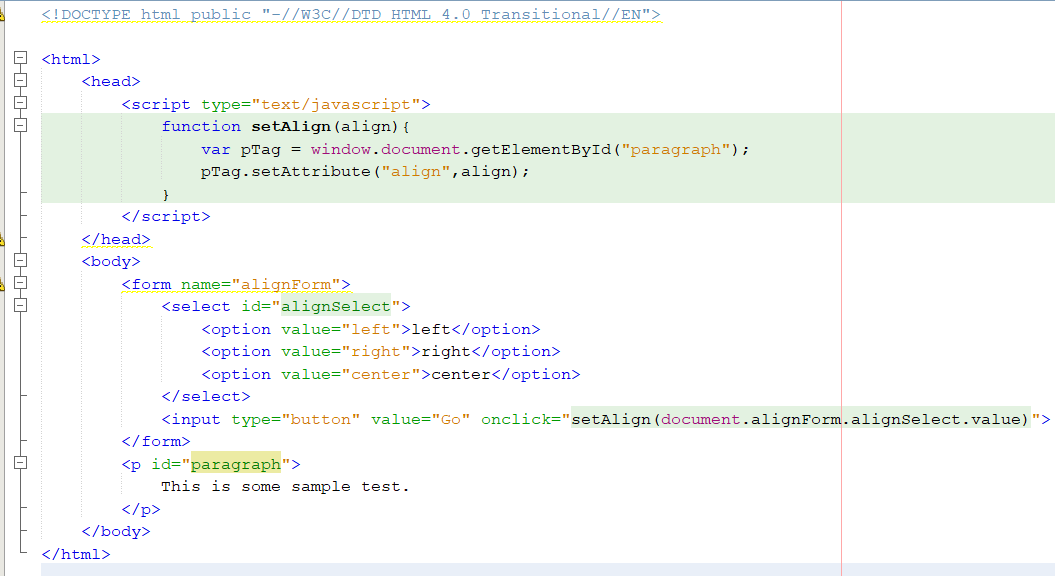 <!DOCTYPE html public "-//W3C//DTD HTML 4.0 Transitional//EN">
<html>
<head>
<script type="text/javascript">
function setAlign(align){
var pTag = window.document.getElementById("paragraph");
pTag.setAttribute("align",align);
}
</script>
</head>
<body>
<form name="alignForm">
<select id="alignSelect">
<option value="left">left</option>
<option value="right">right</option>
<option value="center">center</option>
</select>
<input type="button" value="Go" onclick="setAlign(document.alignForm.alignSelect.value)">
</form>
<p id="paragraph">
This is some sample test.
</p>
</body>
</html>